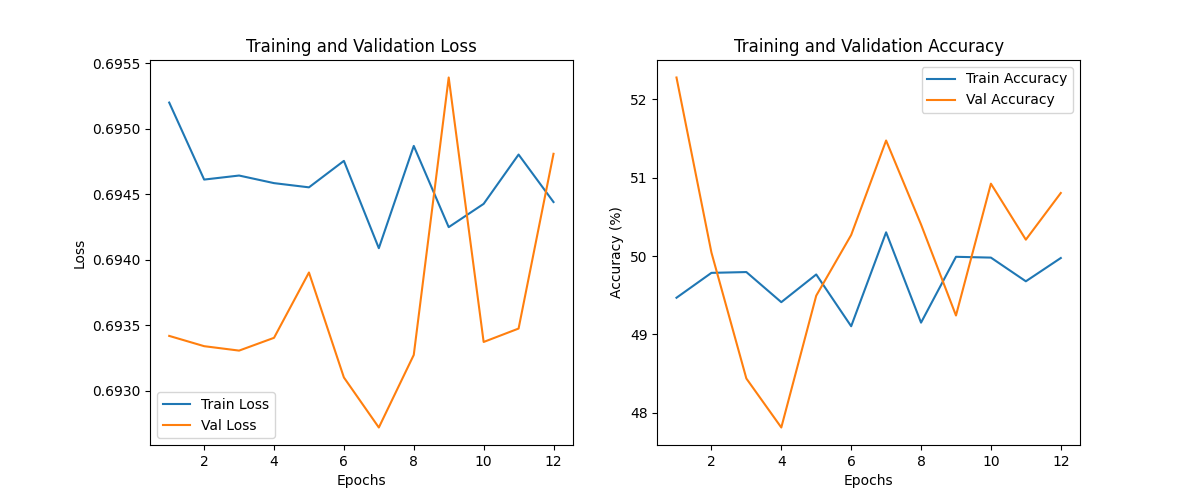 Training and Validation Loss
0.6955
0.6950
0.6945
0.6940
0.6935
0.6930
Loss
Train Loss
Val Loss
2 4 6 8 10 12
Epochs
Training and Validation Accuracy
52
51
50
49
48
Accuracy (%)
Train Accuracy
Val Accuracy
2 4 6 8 10 12
Epochs